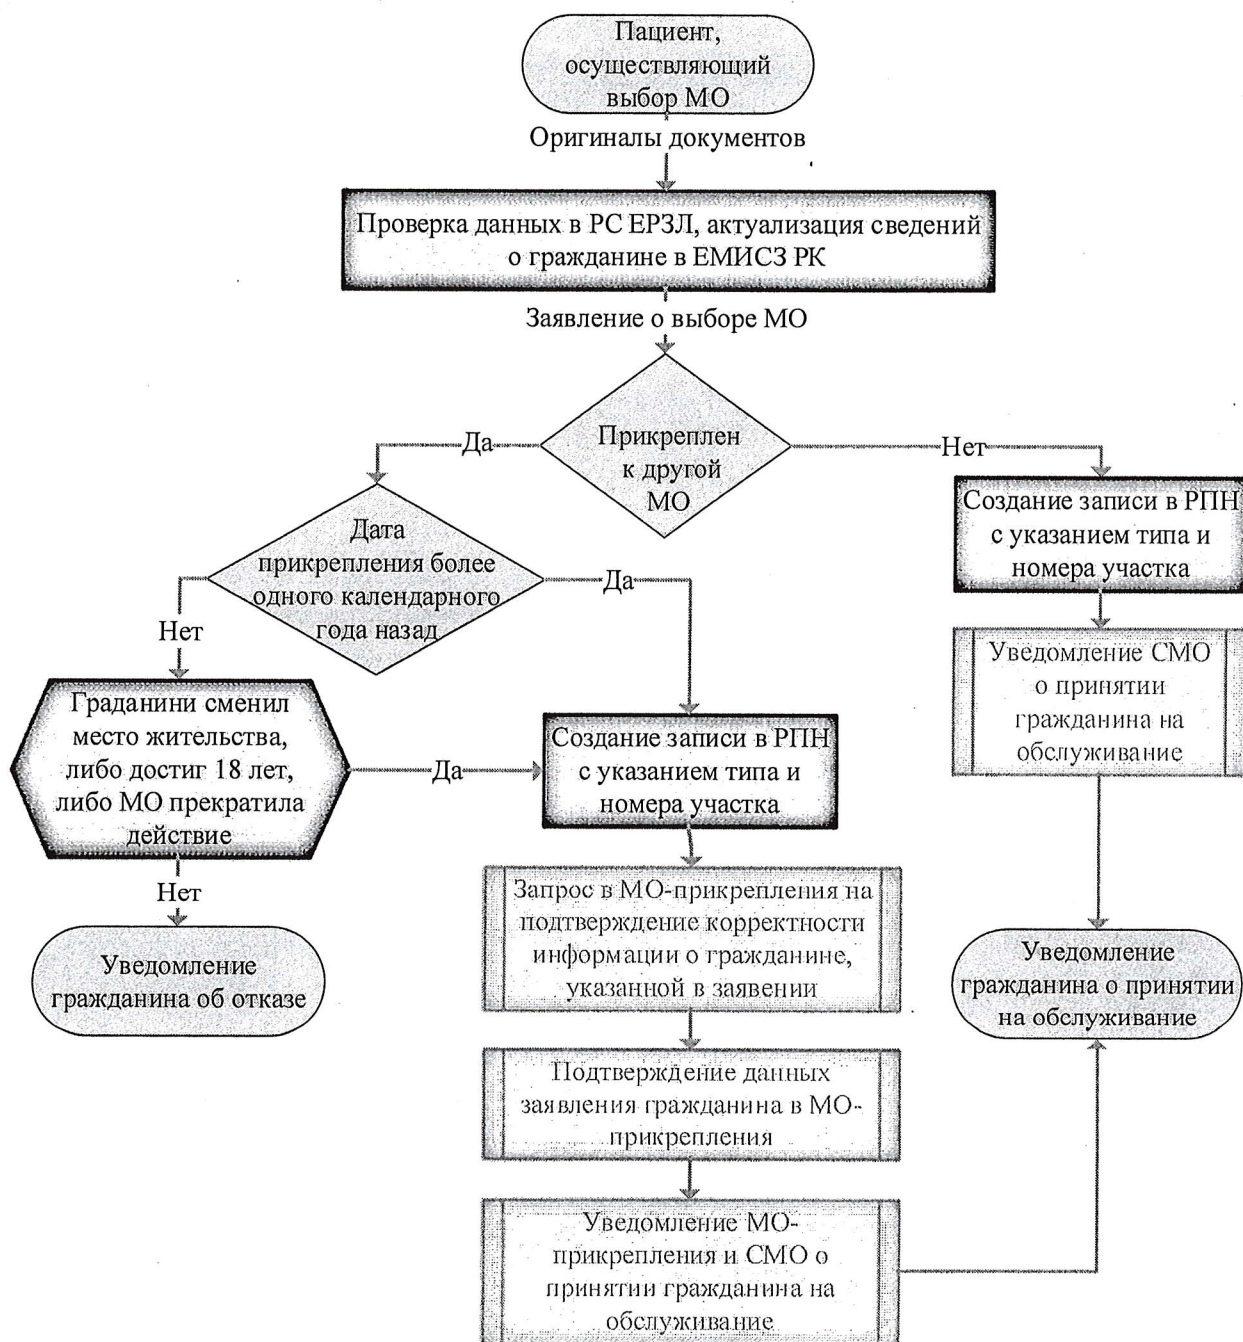 Пациент,
осуществляющий
выбор МО
Оригиналы документов
Проверка данных в РС ЕРЗЛ, актуализация сведений
о гражданине в ЕМИСЗ РК
Заявление о выборе МО
Прикреплен
к другой
МО
Да
Нет
Дата
прикрепления более
одного календарного
года назад
Нет
Да
Создание записи в РПН
с указанием типа и
номера участка
Уведомление СМО
о принятии
гражданина на
обслуживание
Граданини сменил
место жительства,
либо достиг 18 лет,
либо МО прекратила
действие
Да
Нет
Создание записи в РПН
с указанием типа и
номера участка
Запрос в МО-прикрепления на
подтверждение корректности
информации о гражданине,
указанной в заявении
Уведомление
гражданина об отказе
Уведомление
гражданина о принятии
на обслуживание
Подтверждение данных
заявления гражданина в МО-
прикрепления
Уведомление МО-
прикрепления и СМО о
принятии гражданина на
обслуживание